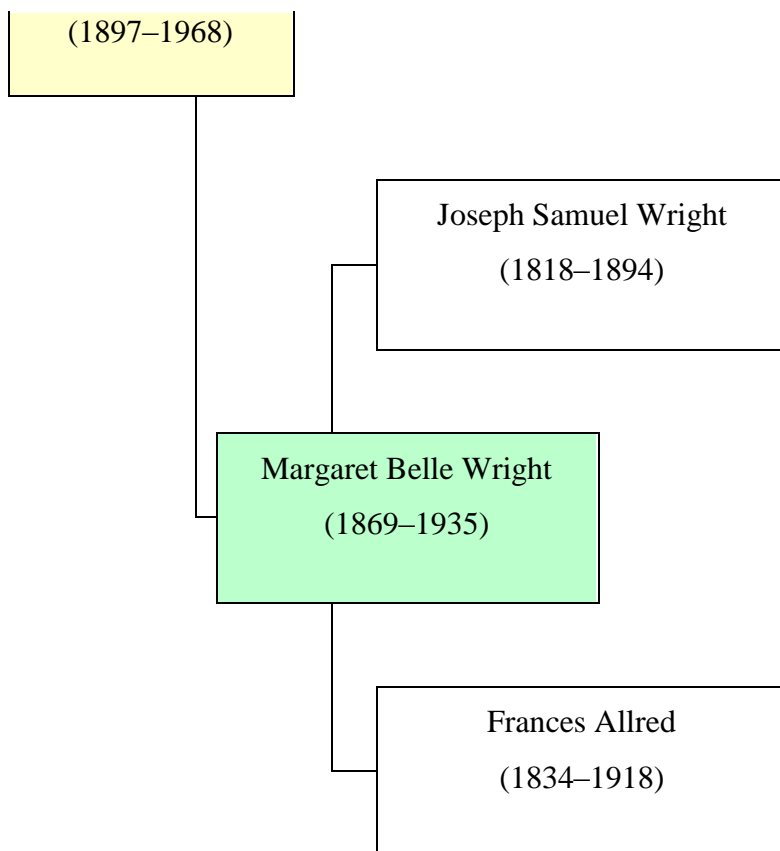 (1897–1968)
Joseph Samuel Wright
(1818–1894)
Margaret Belle Wright
(1869–1935)
Frances Allred
(1834–1918)